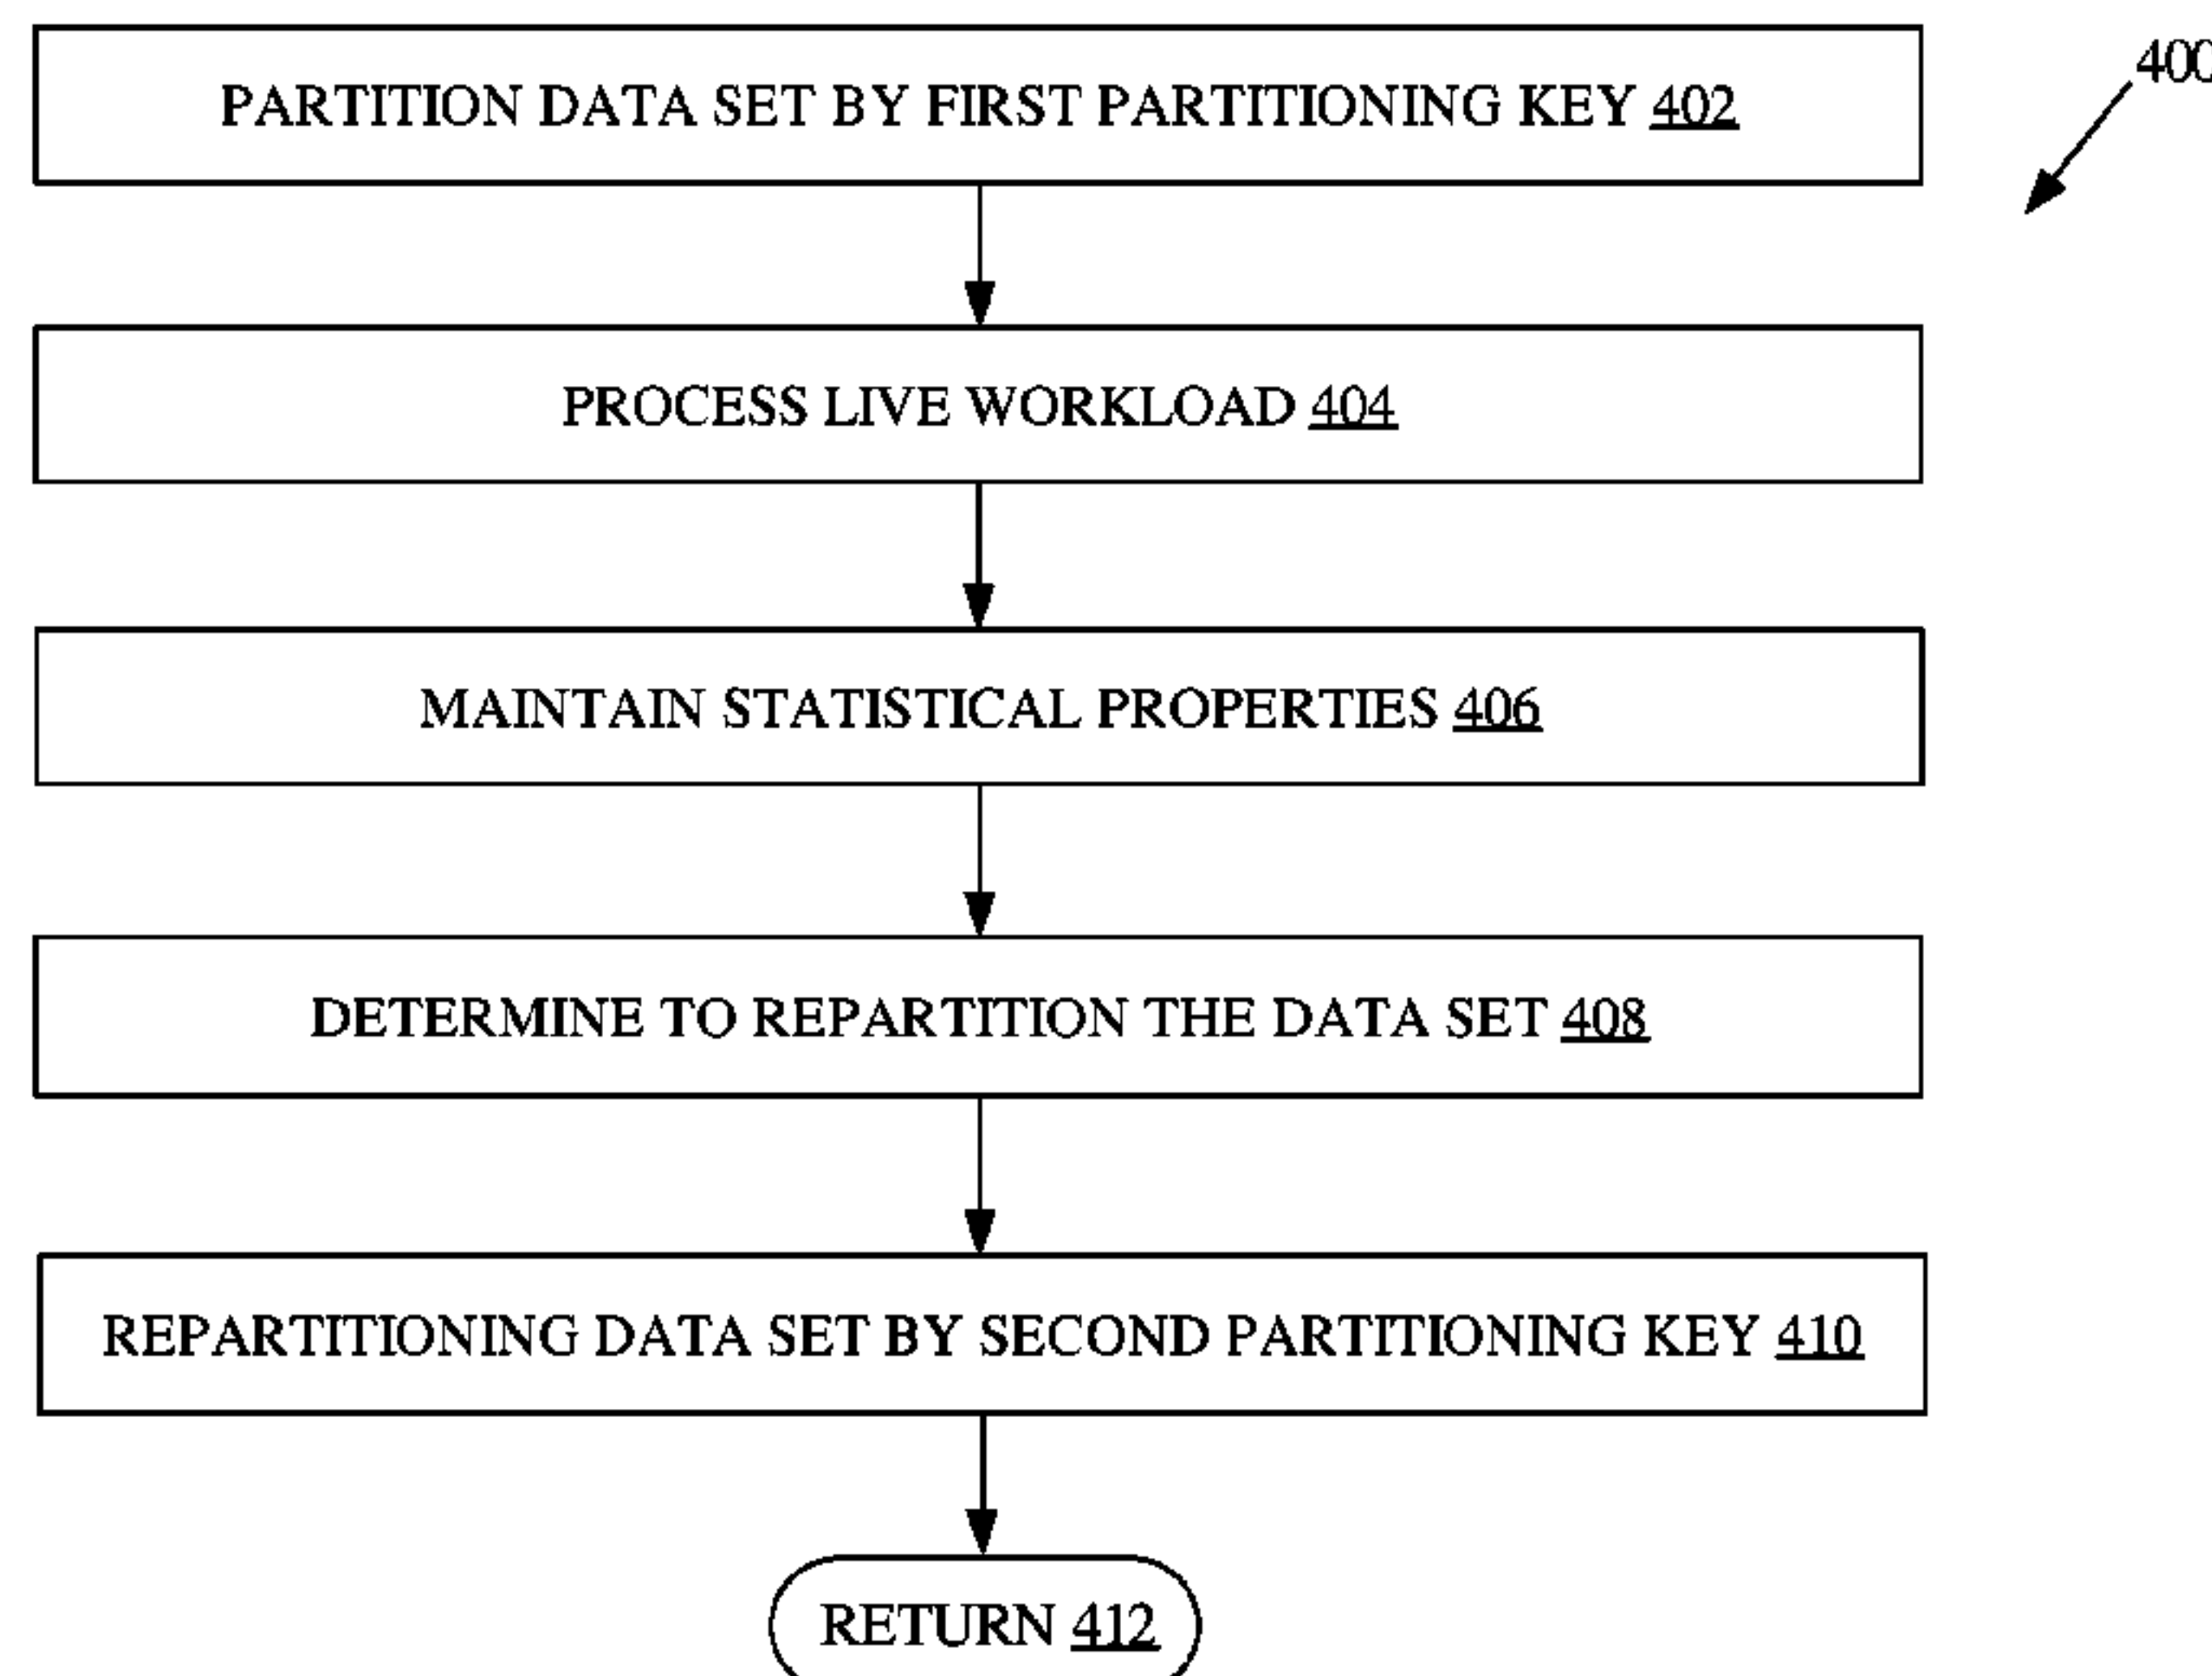 PARTITION DATA SET BY FIRST PARTITIONING KEY 402
400
PROCESS LIVE WORKLOAD 404
MAINTAIN STATISTICAL PROPERTIES 406
DETERMINE TO REPARTITION THE DATA SET 408
REPARTITIONING DATA SET BY SECOND PARTITIONING KEY 410
RETURN 412